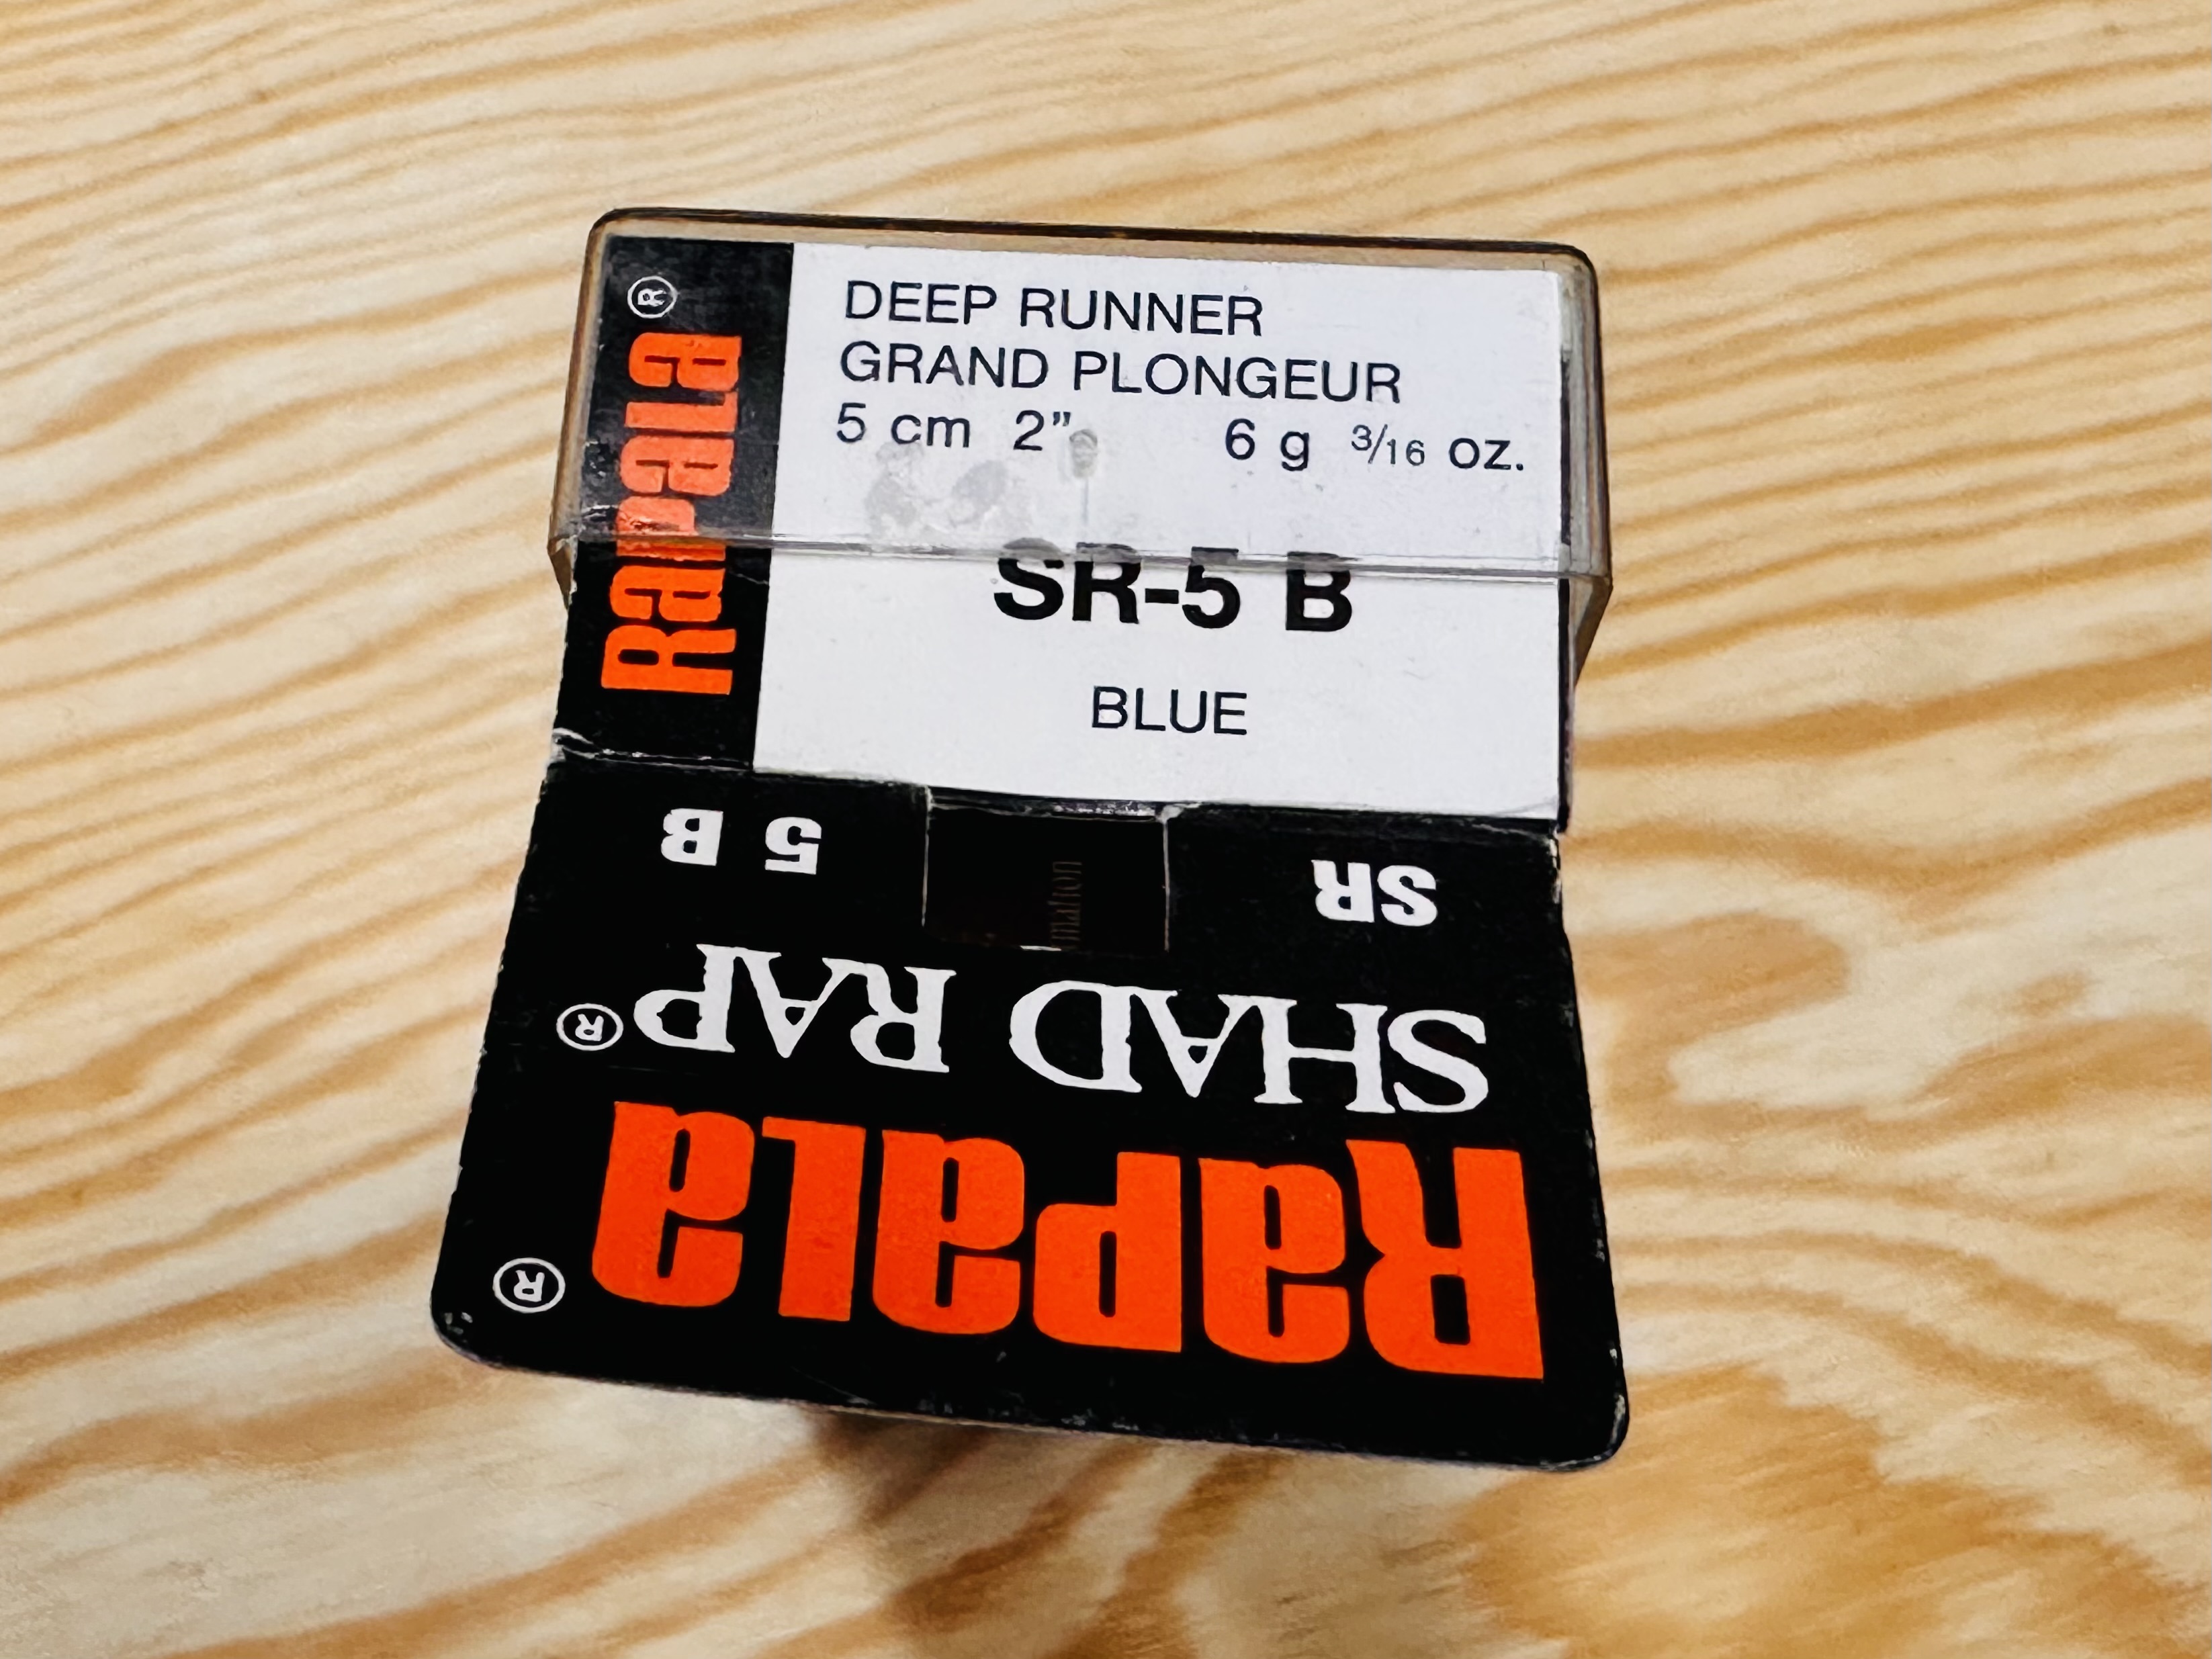 Rapala®
DEEP RUNNER
GRAND PLONGEUR
5 cm 2" 6 g 3/16 oz.
SR-5 B
BLUE
SR 5 B
SHAD RAP®
Rapala®